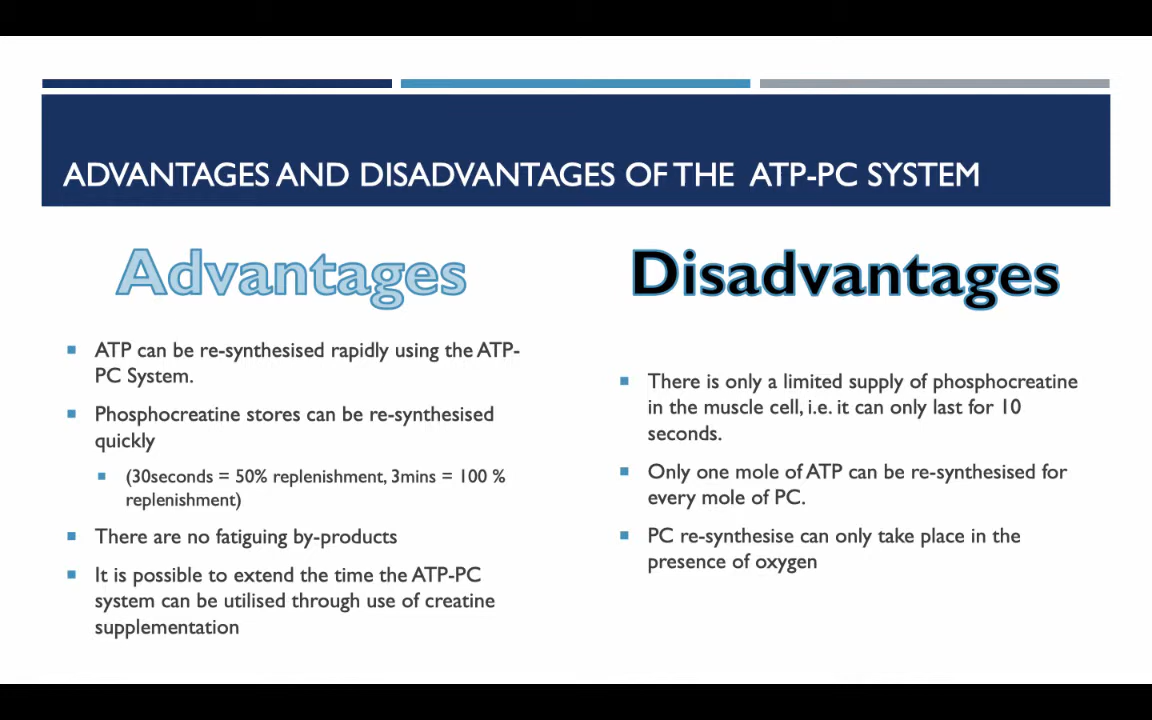 ADVANTAGES AND DISADVANTAGES OF THE ATP-PC SYSTEM
Advantages
ATP can be re-synthesised rapidly using the ATP-
PC System.
Phosphocreatine stores can be re-synthesised
quickly
(30seconds = 50% replenishment, 3mins = 100 %
replenishment)
There are no fatiguing by-products
It is possible to extend the time the ATP-PC
system can be utilised through use of creatine
supplementation
Disadvantages
There is only a limited supply of phosphocreatine
in the muscle cell, i.e. it can only last for 10
seconds.
Only one mole of ATP can be re-synthesised for
every mole of PC.
PC re-synthesise can only take place in the
presence of oxygen